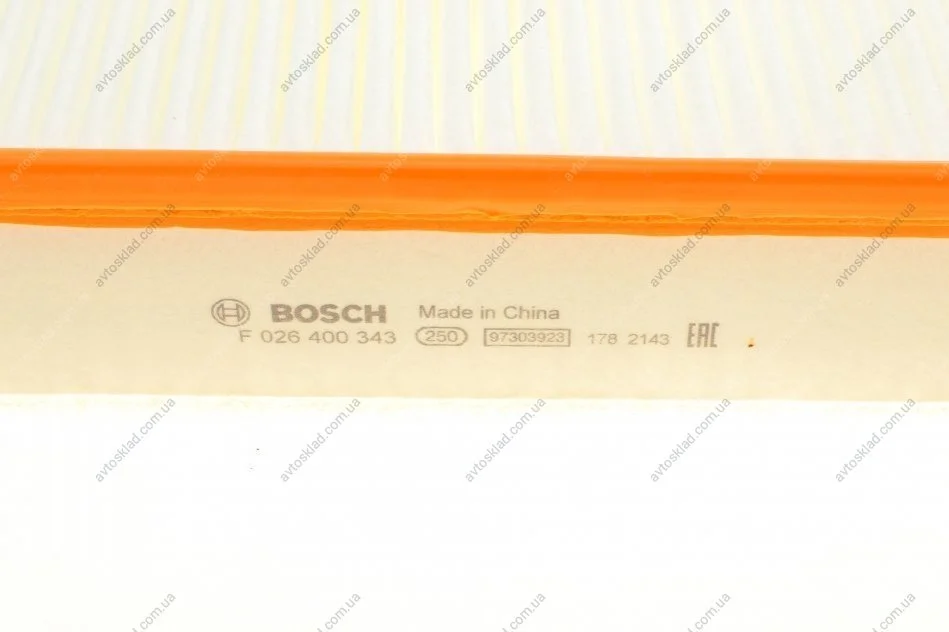 BOSCH Made in China
F 026 400 343 250 97303923 178 2143 EAC
avtosklad.com.ua